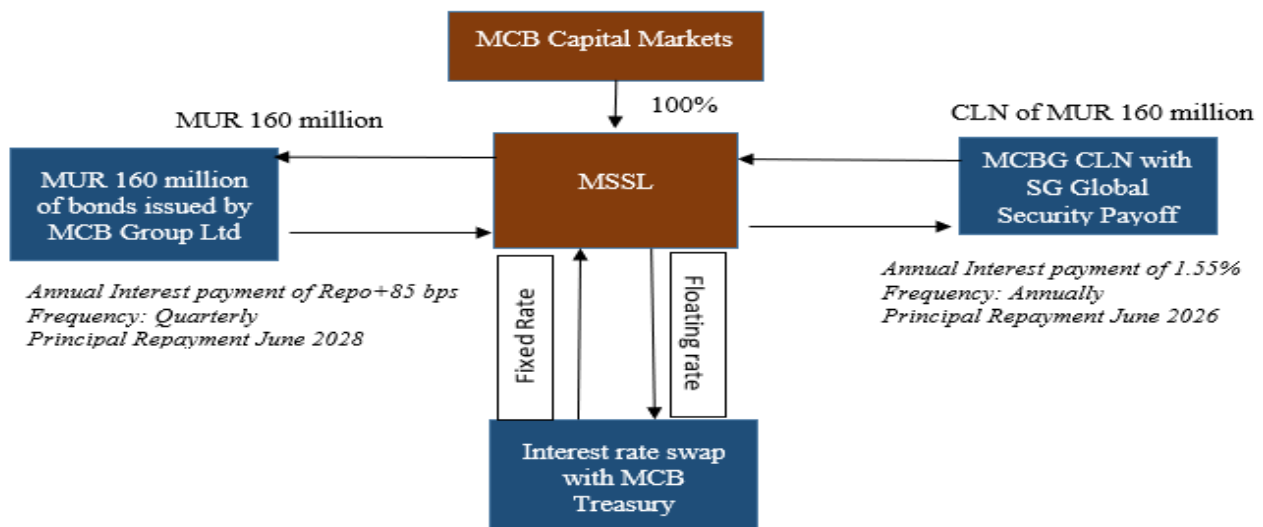 MCB Capital Markets
100%
MUR 160 million
CLN of MUR 160 million
MUR 160 million
of bonds issued by
MCB Group Ltd
MSSL
MCBG CLN with
SG Global
Security Payoff
Annual Interest payment of Repo+85 bps
Frequency: Quarterly
Principal Repayment June 2028
Fixed Rate
Floating rate
Annual Interest payment of 1.55%
Frequency: Annually
Principal Repayment June 2026
Interest rate swap
with MCB
Treasury